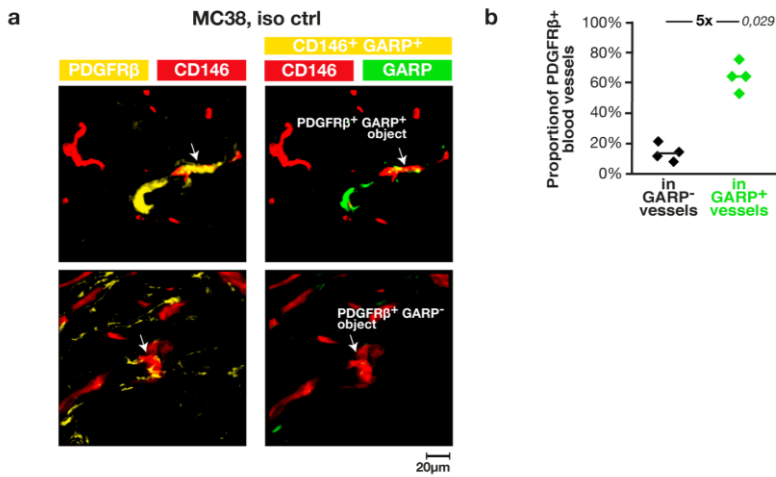 a
MC38, iso ctrl
CD146+ GARP+
PDGFRβ
CD146
CD146
GARP
PDGFRβ+ GARP+
object
PDGFRβ+ GARP-
object
20µm
b
Proportionof PDGFRβ+
blood vessels
100%
80%
60%
40%
20%
0%
5x
0,029
in
GARP-
vessels
in
GARP+
vessels